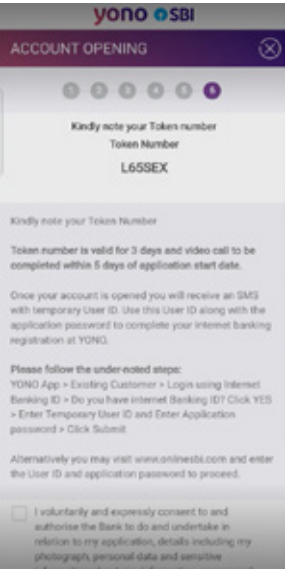 yono SBI
ACCOUNT OPENING
1 2 3 4 5 6
Kindly note your Token number
Token Number
L65SEX
Kindly note your Token Number
Token number is valid for 3 days and video call to be
completed within 5 days of application start date.
Once your account is opened you will receive an SMS
with temporary User ID. Use this User ID along with the
application password to complete your internet banking
registration at YONO.
Please follow the under-noted steps:
YONO App > Existing Customer > Login using Internet
Banking ID > Do you have internet Banking ID? Click YES
> Enter Temporary User ID and Enter Application
password > Click Submit
Alternatively you may visit www.onlinesbi.com and enter
the User ID and application password to proceed.
I voluntarily and expressly consent to and
authorise the Bank to do and undertake in
relation to my application, details including my
photograph, personal data and sensitive